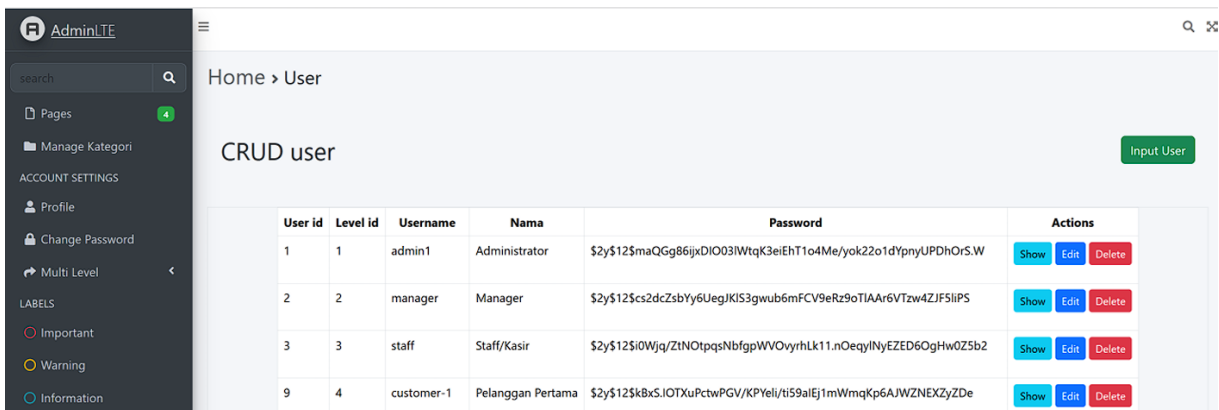 AdminLTE
search
Home > User
Pages 4
Manage Kategori
CRUD user
Input User
ACCOUNT SETTINGS
Profile
Change Password
Multi Level
LABELS
Important
Warning
Information
User id Level id Username Nama Password Actions
1 1 admin1 Administrator $2y$12$maQGg86ijxDIO03lWtqK3eiEhT1o4Me/yok22o1dYpnyUPDhOrS.W Show Edit Delete
2 2 manager Manager $2y$12$cs2dcZsbYy6UegJKlS3gwub6mFCV9eRz9oTlAAr6VTzw4ZJF5liPS Show Edit Delete
3 3 staff Staff/Kasir $2y$12$i0Wjq/ZtNOtpqsNbfgpWVOvyrhLk11.nOeqylNyEZED6OgHw0Z5b2 Show Edit Delete
9 4 customer-1 Pelanggan Pertama $2y$12$kBxS.IOTXuPctwPGV/KPYeli/ti59aIEj1mWmqKp6AJWZNEXZyZDe Show Edit Delete